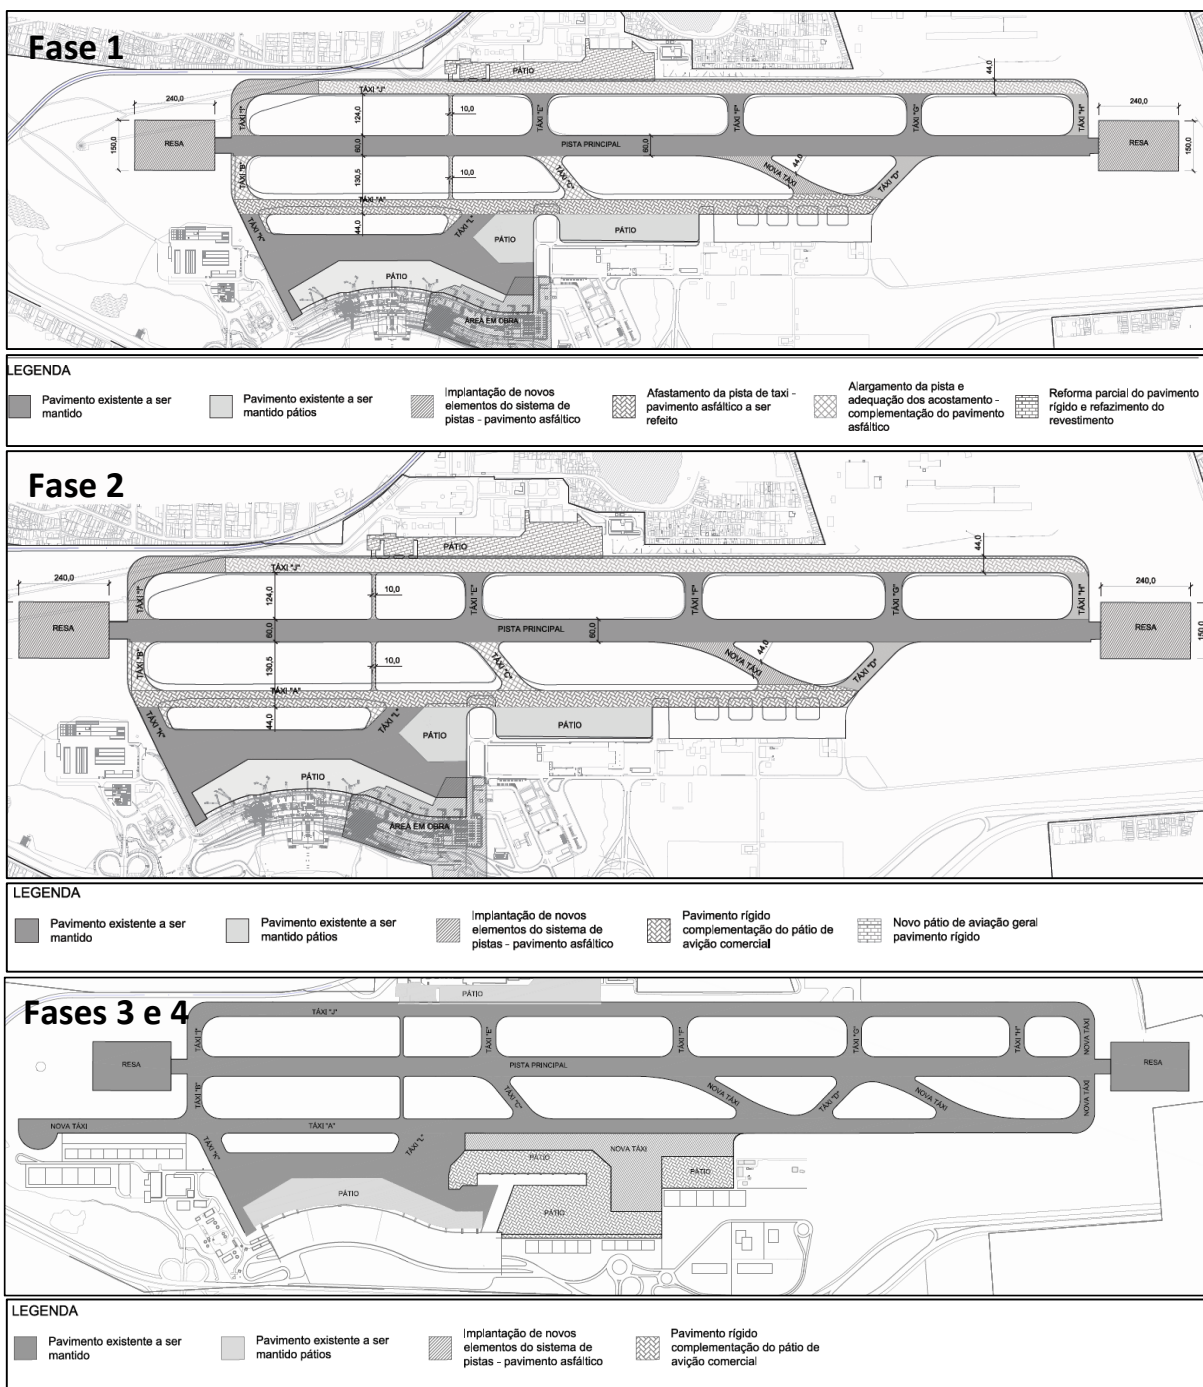 Fase 1
PÁTIO
44,0
TÁXI "J"
240,0
240,0
TÁXI "I"
124,0
10,0
TÁXI "E"
TÁXI "F"
TÁXI "G"
TÁXI "H"
150,0
RESA
60,0
PISTA PRINCIPAL
60,0
RESA
150,0
TÁXI "B"
130,5
10,0
TÁXI "C"
NOVA TÁXI
44,0
TÁXI "D"
TÁXI "A"
TÁXI "K"
44,0
TÁXI "L"
PÁTIO
PÁTIO
PÁTIO
ÁREA EM OBRA
LEGENDA
Pavimento existente a ser
mantido
Pavimento existente a ser
mantido pátios
Implantação de novos
elementos do sistema de
pistas - pavimento asfáltico
Afastamento da pista de taxi -
pavimento asfáltico a ser
refeito
Alargamento da pista e
adequação dos acostamento -
complementação do pavimento
asfáltico
Reforma parcial do pavimento
rígido e refazimento do
revestimento
Fase 2
PÁTIO
44,0
TÁXI "J"
240,0
240,0
TÁXI "I"
124,0
10,0
TÁXI "E"
TÁXI "F"
TÁXI "G"
TÁXI "H"
RESA
60,0
PISTA PRINCIPAL
60,0
RESA
150,0
TÁXI "B"
130,5
10,0
TÁXI "C"
NOVA TÁXI
44,0
TÁXI "D"
TÁXI "A"
TÁXI "K"
44,0
TÁXI "L"
PÁTIO
PÁTIO
PÁTIO
ÁREA EM OBRA
LEGENDA
Pavimento existente a ser
mantido
Pavimento existente a ser
mantido pátios
Implantação de novos
elementos do sistema de
pistas - pavimento asfáltico
Pavimento rígido
complementação do pátio de
avição comercial
Novo pátio de aviação geral
pavimento rígido
Fases 3 e 4
PÁTIO
TÁXI "J"
TÁXI "I"
TÁXI "E"
TÁXI "F"
TÁXI "G"
TÁXI "H"
NOVA TÁXI
RESA
PISTA PRINCIPAL
RESA
TÁXI "B"
TÁXI "C"
NOVA TÁXI
TÁXI "D"
NOVA TÁXI
NOVA TÁXI
NOVA TÁXI
TÁXI "A"
TÁXI "K"
TÁXI "L"
NOVA TÁXI
PÁTIO
PÁTIO
PÁTIO
PÁTIO
LEGENDA
Pavimento existente a ser
mantido
Pavimento existente a ser
mantido pátios
Implantação de novos
elementos do sistema de
pistas - pavimento asfáltico
Pavimento rígido
complementação do pátio de
avição comercial